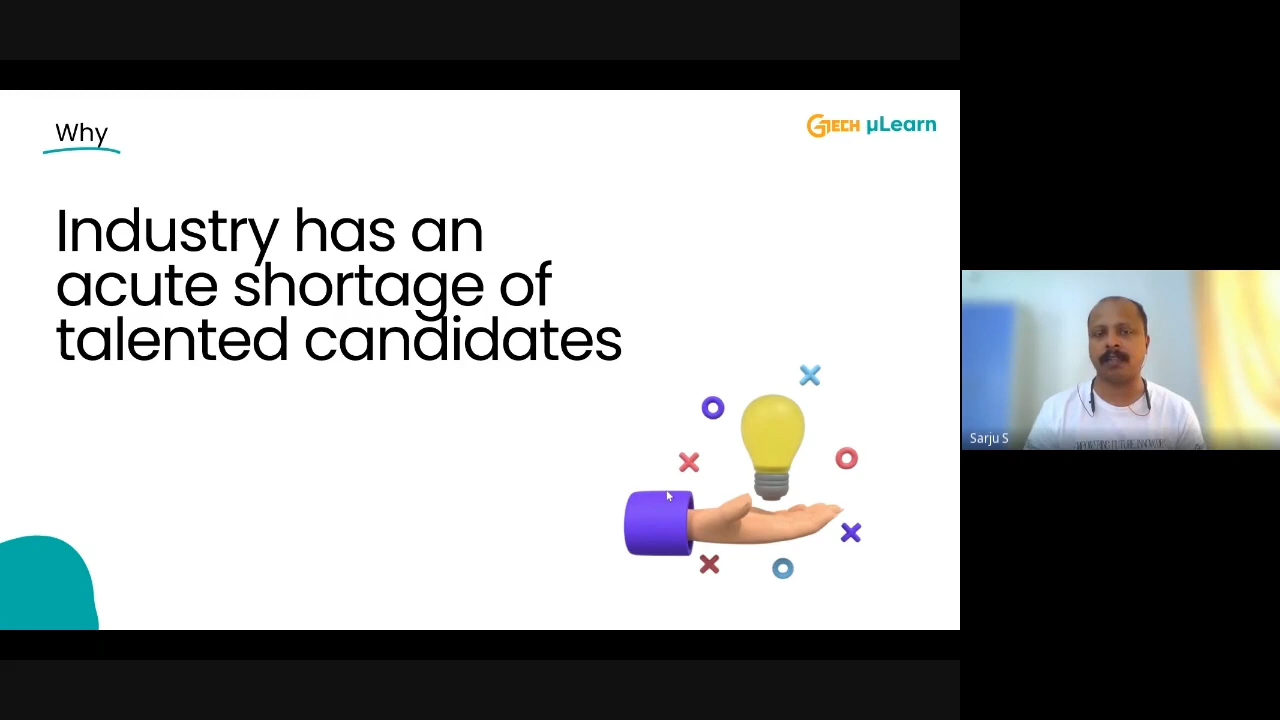 Why
GTECH µLearn
Industry has an
acute shortage of
talented candidates
Sarju S